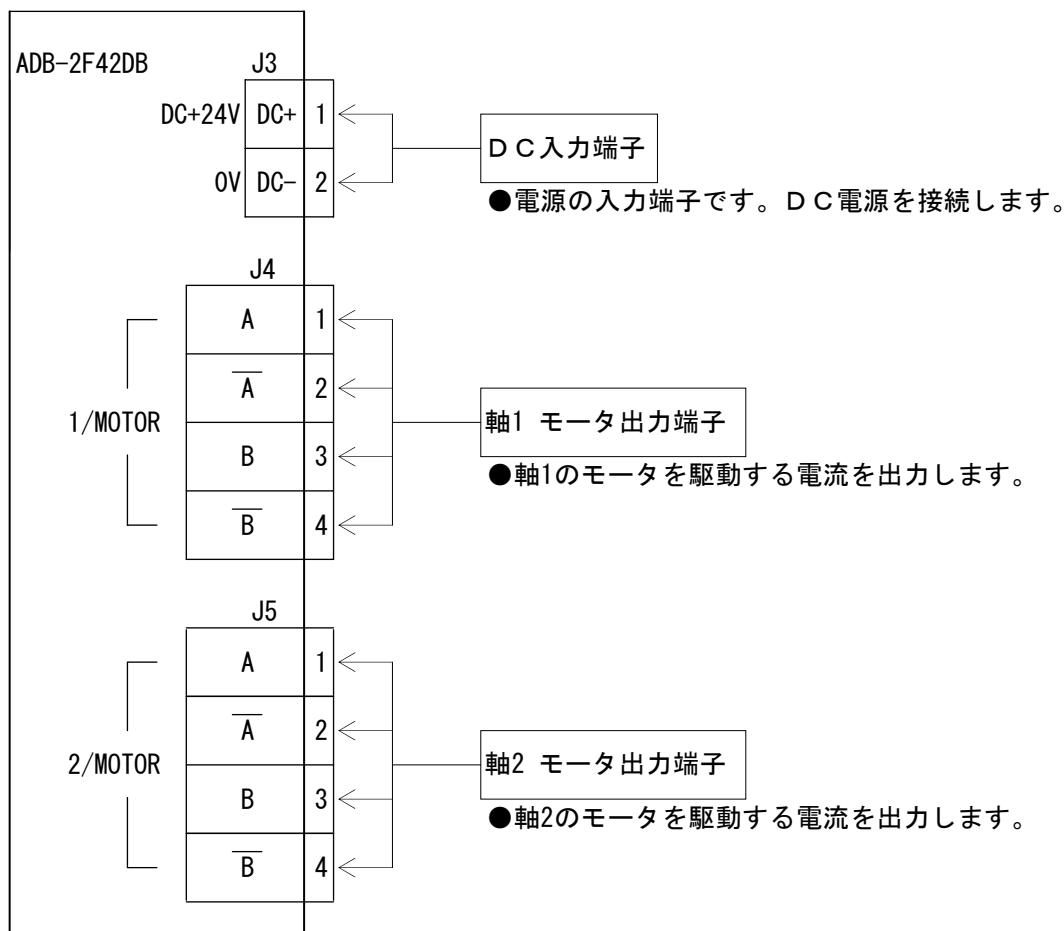 ADB-2F42DB
J3
DC+24V DC+ 1
0V DC- 2
DC入力端子
●電源の入力端子です。DC電源を接続します。
J4
1/MOTOR
A 1
A̅ 2
B 3
B̅ 4
軸1 モータ出力端子
●軸1のモータを駆動する電流を出力します。
J5
2/MOTOR
A 1
A̅ 2
B 3
B̅ 4
軸2 モータ出力端子
●軸2のモータを駆動する電流を出力します。